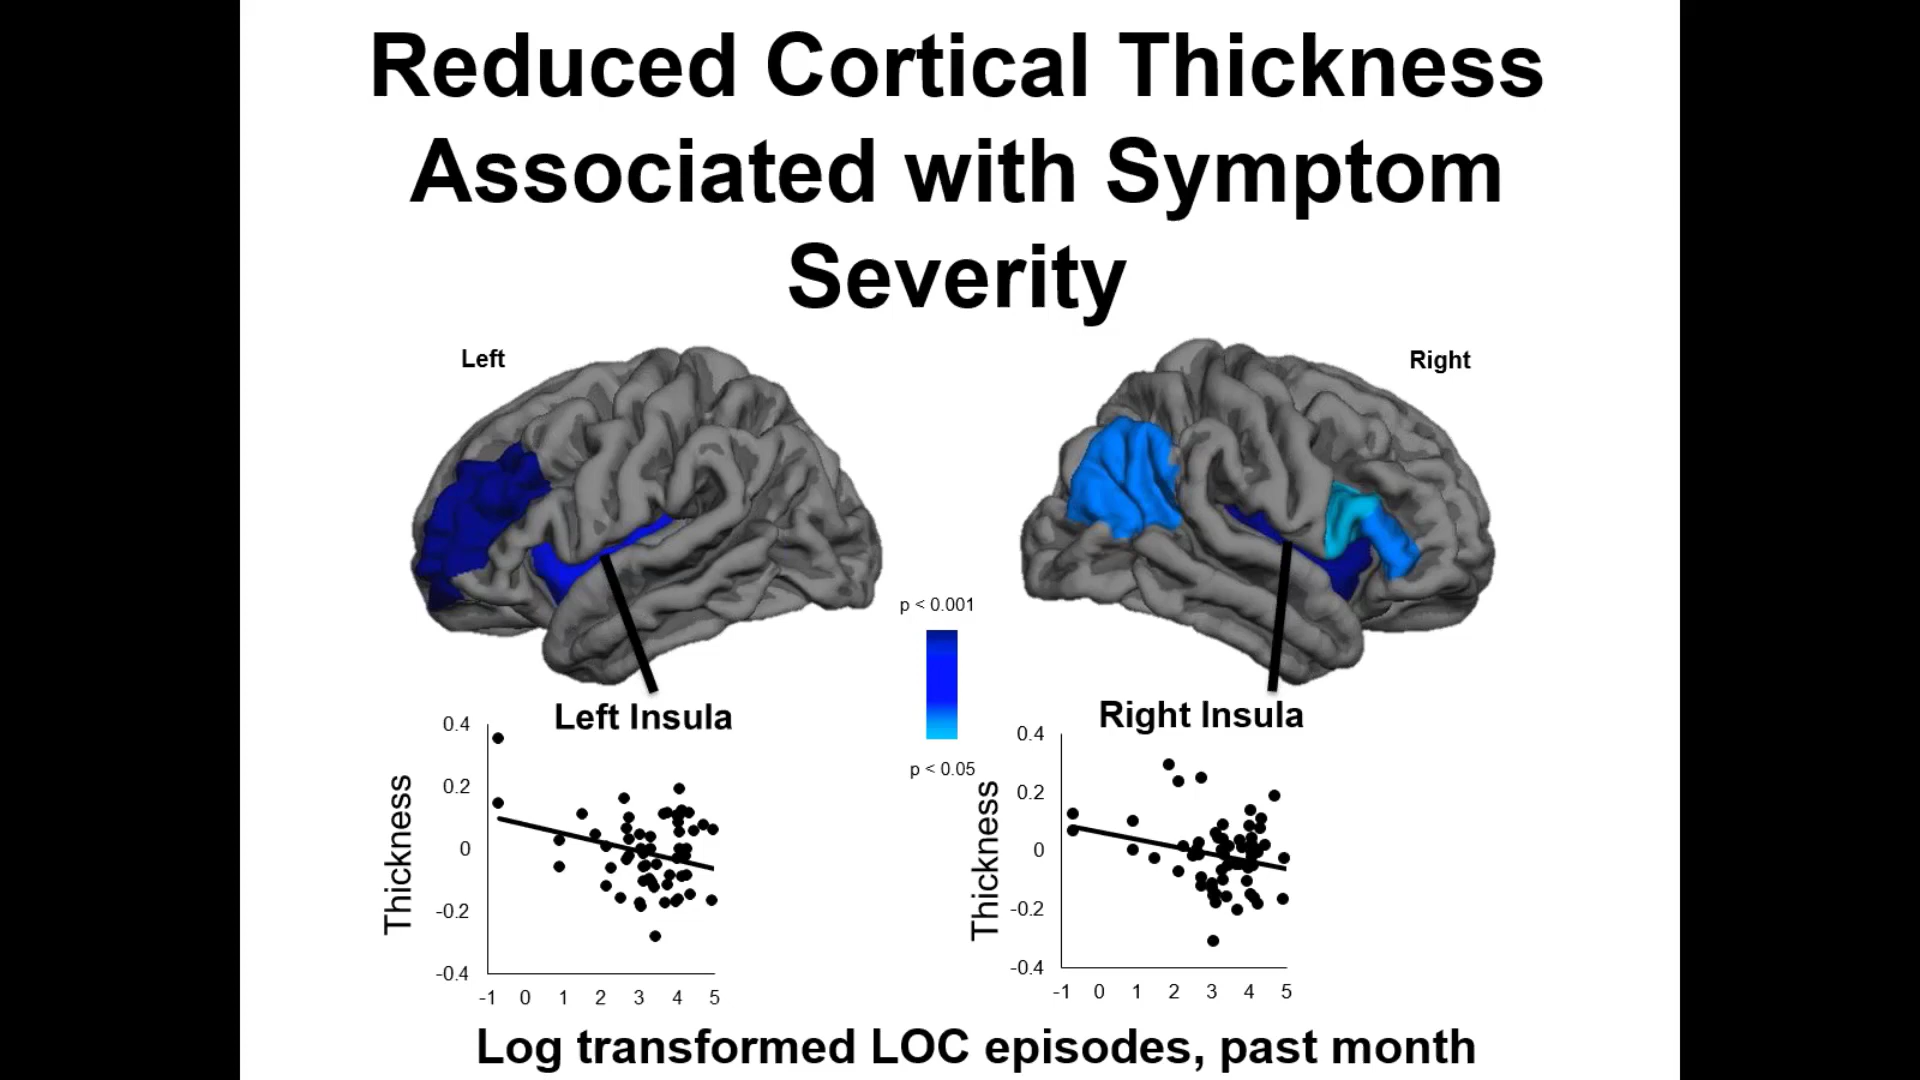 Reduced Cortical Thickness
Associated with Symptom
Severity
Left
Right
p < 0.001
p < 0.05
Left Insula
Right Insula
Thickness
0.4
0.2
0
-0.2
-0.4
-1 0 1 2 3 4 5
Thickness
0.4
0.2
0
-0.2
-0.4
-1 0 1 2 3 4 5
Log transformed LOC episodes, past month